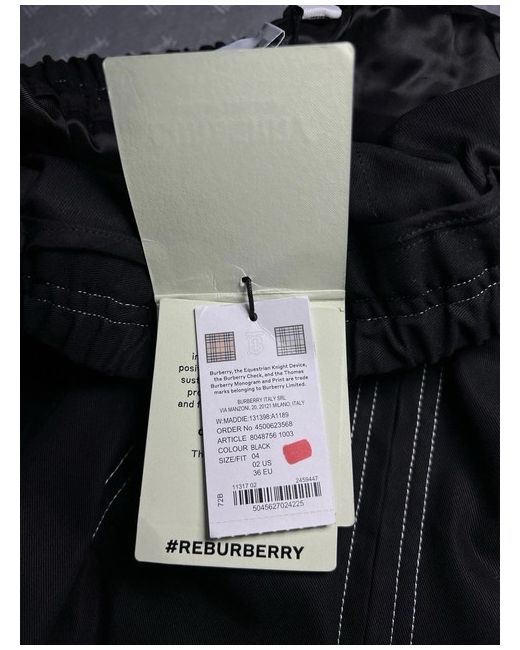 Burberry, the Equestrian Knight Device,
the Burberry Check, and the Thomas
Burberry Monogram and Print are trade
marks belonging to Burberry Limited.
BURBERRY ITALY SRL
VIA MANZONI, 20, 20121 MILANO, ITALY
W:MADDIE:131398:A1189
ORDER No 4500623568
ARTICLE 8048756 1003
COLOUR BLACK
SIZE/FIT 04
02 US
36 EU
72B
11317 02 2459447
5045627024225
#REBURBERRY